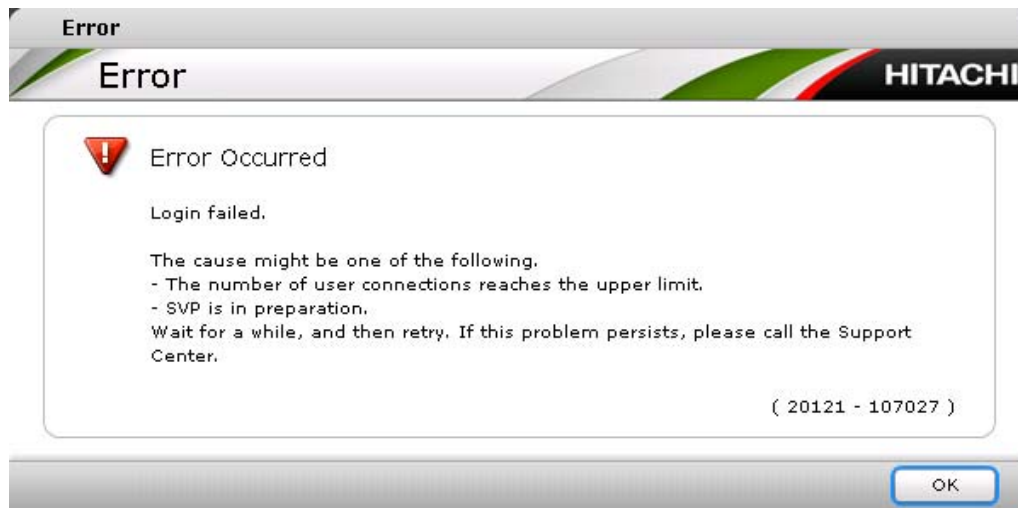 Error
Error
HITACHI
Error Occurred
Login failed.
The cause might be one of the following.
- The number of user connections reaches the upper limit.
- SVP is in preparation.
Wait for a while, and then retry. If this problem persists, please call the Support
Center.
( 20121 - 107027 )
OK